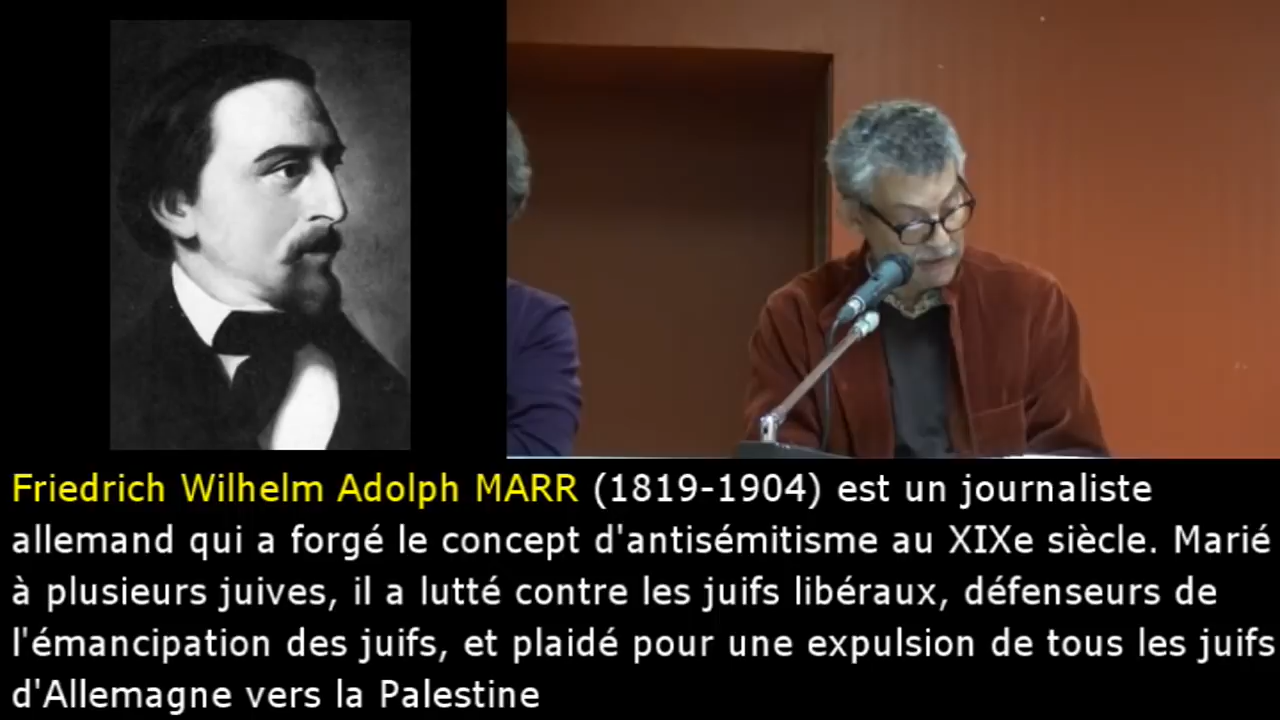 Friedrich Wilhelm Adolph MARR (1819-1904) est un journaliste
allemand qui a forgé le concept d'antisémitisme au XIXe siècle. Marié
à plusieurs juives, il a lutté contre les juifs libéraux, défenseurs de
l'émancipation des juifs, et plaidé pour une expulsion de tous les juifs
d'Allemagne vers la Palestine